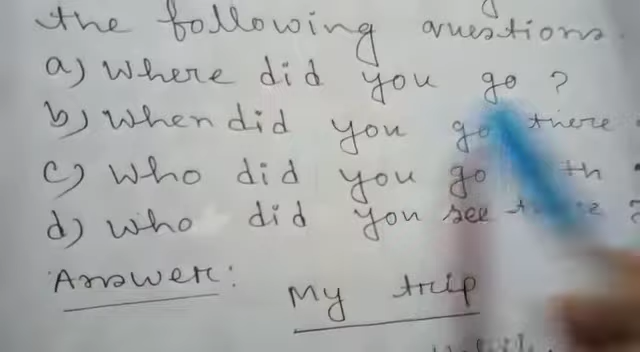 the following questions.
a) Where did you go ?
b) When did you go there
c) Who did you go th
d) Who did you see ?
Answer:
My trip